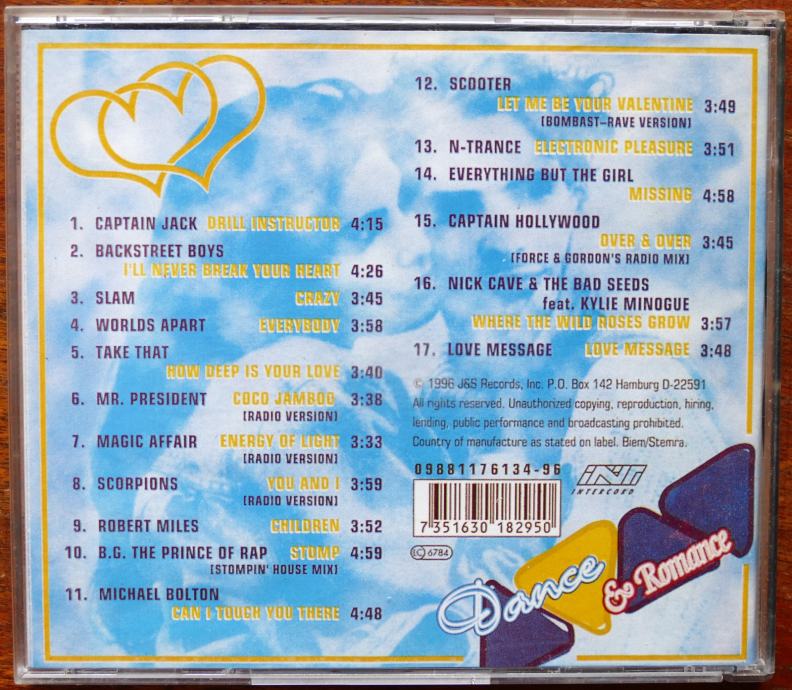 1. CAPTAIN JACK DRILL INSTRUCTOR 4:15
2. BACKSTREET BOYS
I'LL NEVER BREAK YOUR HEART 4:26
3. SLAM CRAZY 3:45
4. WORLDS APART EVERYBODY 3:58
5. TAKE THAT
HOW DEEP IS YOUR LOVE 3:40
6. MR. PRESIDENT COCO JAMBOO 3:38
[RADIO VERSION]
7. MAGIC AFFAIR ENERGY OF LIGHT 3:33
[RADIO VERSION]
8. SCORPIONS YOU AND I 3:59
[RADIO VERSION]
9. ROBERT MILES CHILDREN 3:52
10. B.G. THE PRINCE OF RAP STOMP 4:59
[STOMPIN' HOUSE MIX]
11. MICHAEL BOLTON
CAN I TOUCH YOU THERE 4:48
12. SCOOTER
LET ME BE YOUR VALENTINE 3:49
[BOMBAST-RAVE VERSION]
13. N-TRANCE ELECTRONIC PLEASURE 3:51
14. EVERYTHING BUT THE GIRL
MISSING 4:58
15. CAPTAIN HOLLYWOOD
OVER & OVER 3:45
[FORCE & GORDON'S RADIO MIX]
16. NICK CAVE & THE BAD SEEDS
feat. KYLIE MINOGUE
WHERE THE WILD ROSES GROW 3:57
17. LOVE MESSAGE LOVE MESSAGE 3:48
© 1996 J&S Records, Inc. P.O. Box 142 Hamburg D-22591
All rights reserved. Unauthorized copying, reproduction, hiring,
lending, public performance and broadcasting prohibited.
Country of manufacture as stated on label. Biem/Stemra.
09881176134-96
INT
INTERCORD
7 351630 182950
LC 6784
Dance
& Romance